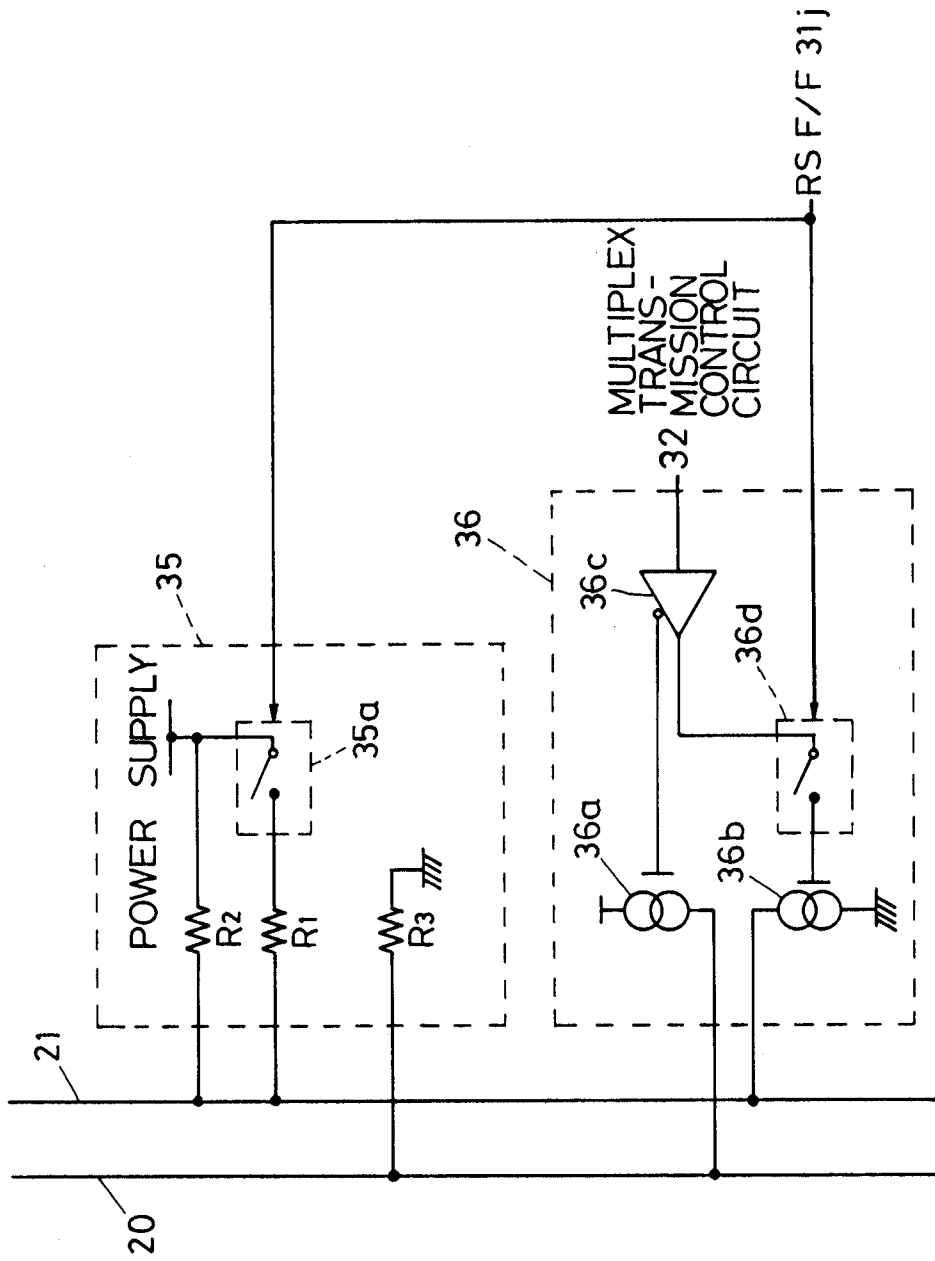 21
20
POWER SUPPLY
35
R2
R1
R3
35a
36
36a
36b
36c
36d
32
MULTIPLEX
TRANS-
MISSION
CONTROL
CIRCUIT
RS F/F 31j